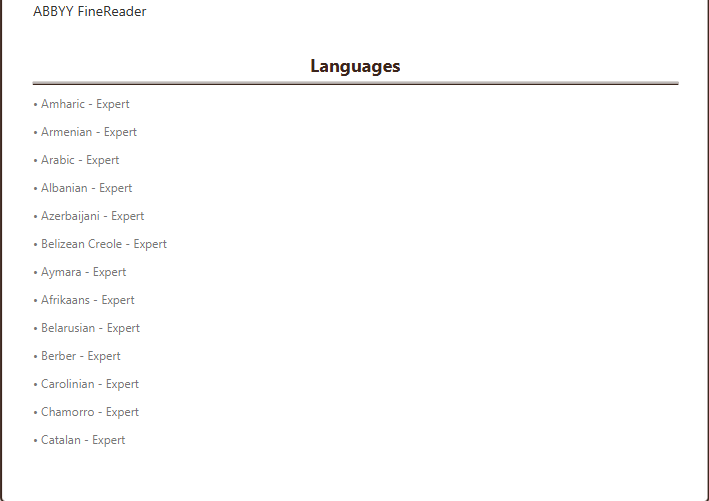 ABBYY FineReader
Languages
• Amharic - Expert
• Armenian - Expert
• Arabic - Expert
• Albanian - Expert
• Azerbaijani - Expert
• Belizean Creole - Expert
• Aymara - Expert
• Afrikaans - Expert
• Belarusian - Expert
• Berber - Expert
• Carolinian - Expert
• Chamorro - Expert
• Catalan - Expert